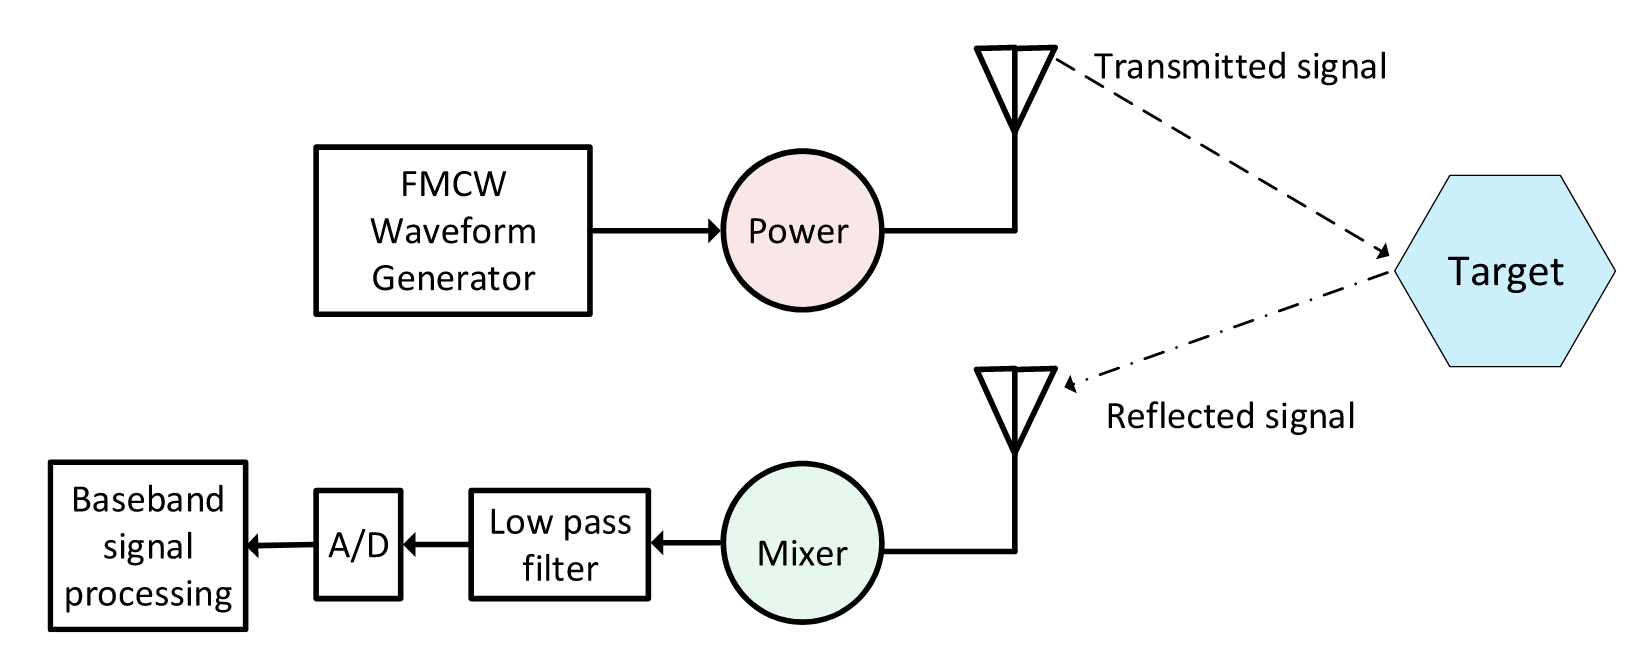 Transmitted signal
FMCW
Waveform
Generator
Power
Target
Reflected signal
Baseband
signal
processing
A/D
Low pass
filter
Mixer